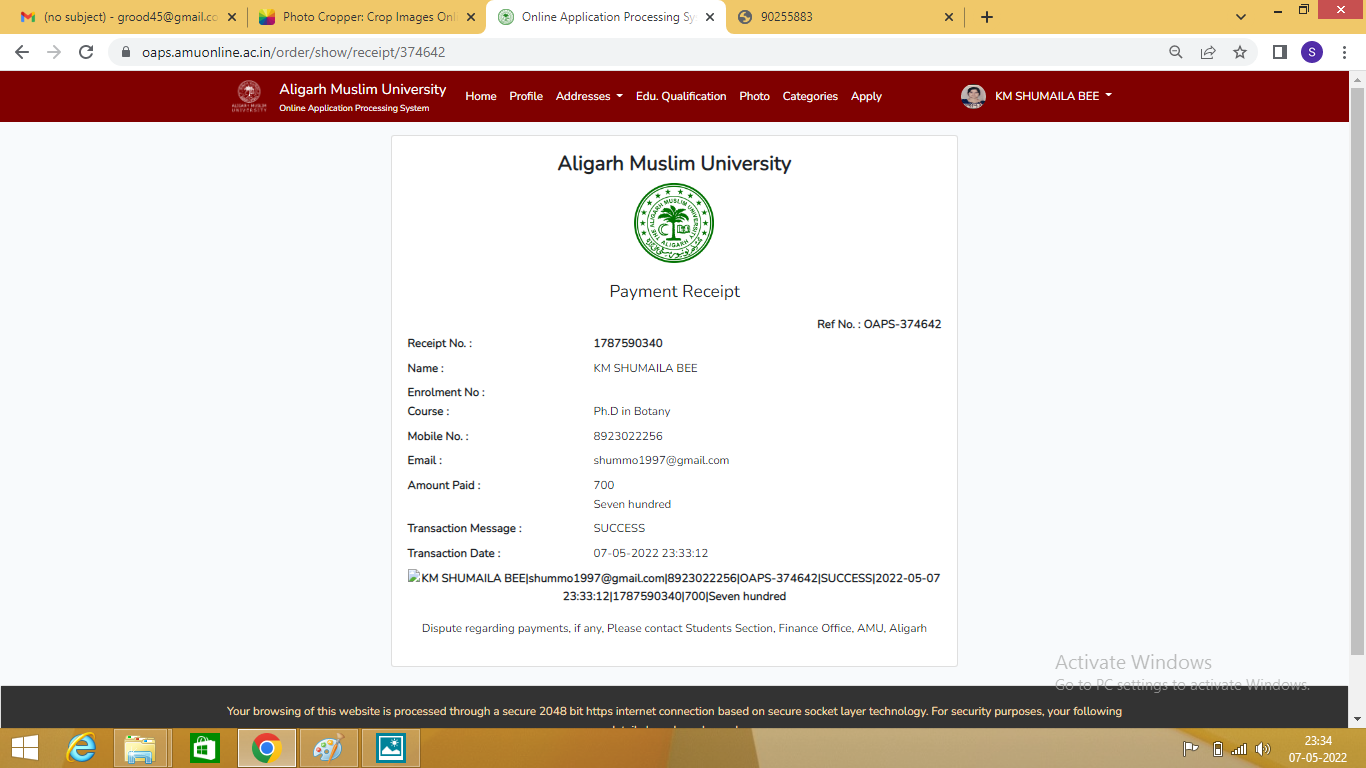 (no subject) - grood45@gmail.co
Photo Cropper: Crop Images Onl
Online Application Processing Sy
90255883
oaps.amuonline.ac.in/order/show/receipt/374642
S
Aligarh Muslim University
Online Application Processing System
Home Profile Addresses Edu. Qualification Photo Categories Apply
KM SHUMAILA BEE
Aligarh Muslim University
THE ALIGARH MUSLIM UNIVERSITY
ALIGARH
Payment Receipt
Ref No. : OAPS-374642
Receipt No. : 1787590340
Name : KM SHUMAILA BEE
Enrolment No :
Course : Ph.D in Botany
Mobile No. : 8923022256
Email : shummo1997@gmail.com
Amount Paid : 700
Seven hundred
Transaction Message : SUCCESS
Transaction Date : 07-05-2022 23:33:12
KM SHUMAILA BEE|shummo1997@gmail.com|8923022256|OAPS-374642|SUCCESS|2022-05-07
23:33:12|1787590340|700|Seven hundred
Dispute regarding payments, if any, Please contact Students Section, Finance Office, AMU, Aligarh
Activate Windows
Go to PC settings to activate Windows.
Your browsing of this website is processed through a secure 2048 bit https internet connection based on secure socket layer technology. For security purposes, your following
23:34
07-05-2022